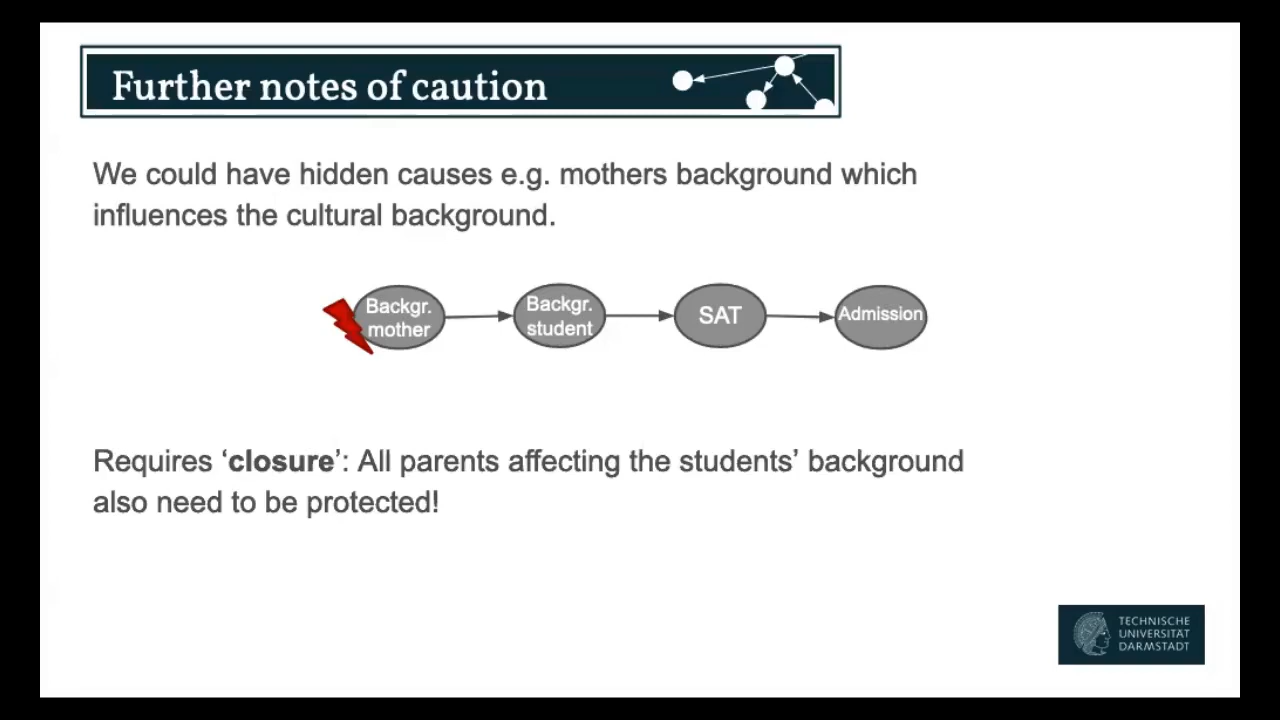 Further notes of caution
We could have hidden causes e.g. mothers background which
influences the cultural background.
Backgr.
mother
Backgr.
student
SAT
Admission
Requires ‘closure’: All parents affecting the students’ background
also need to be protected!
TECHNISCHE
UNIVERSITÄT
DARMSTADT